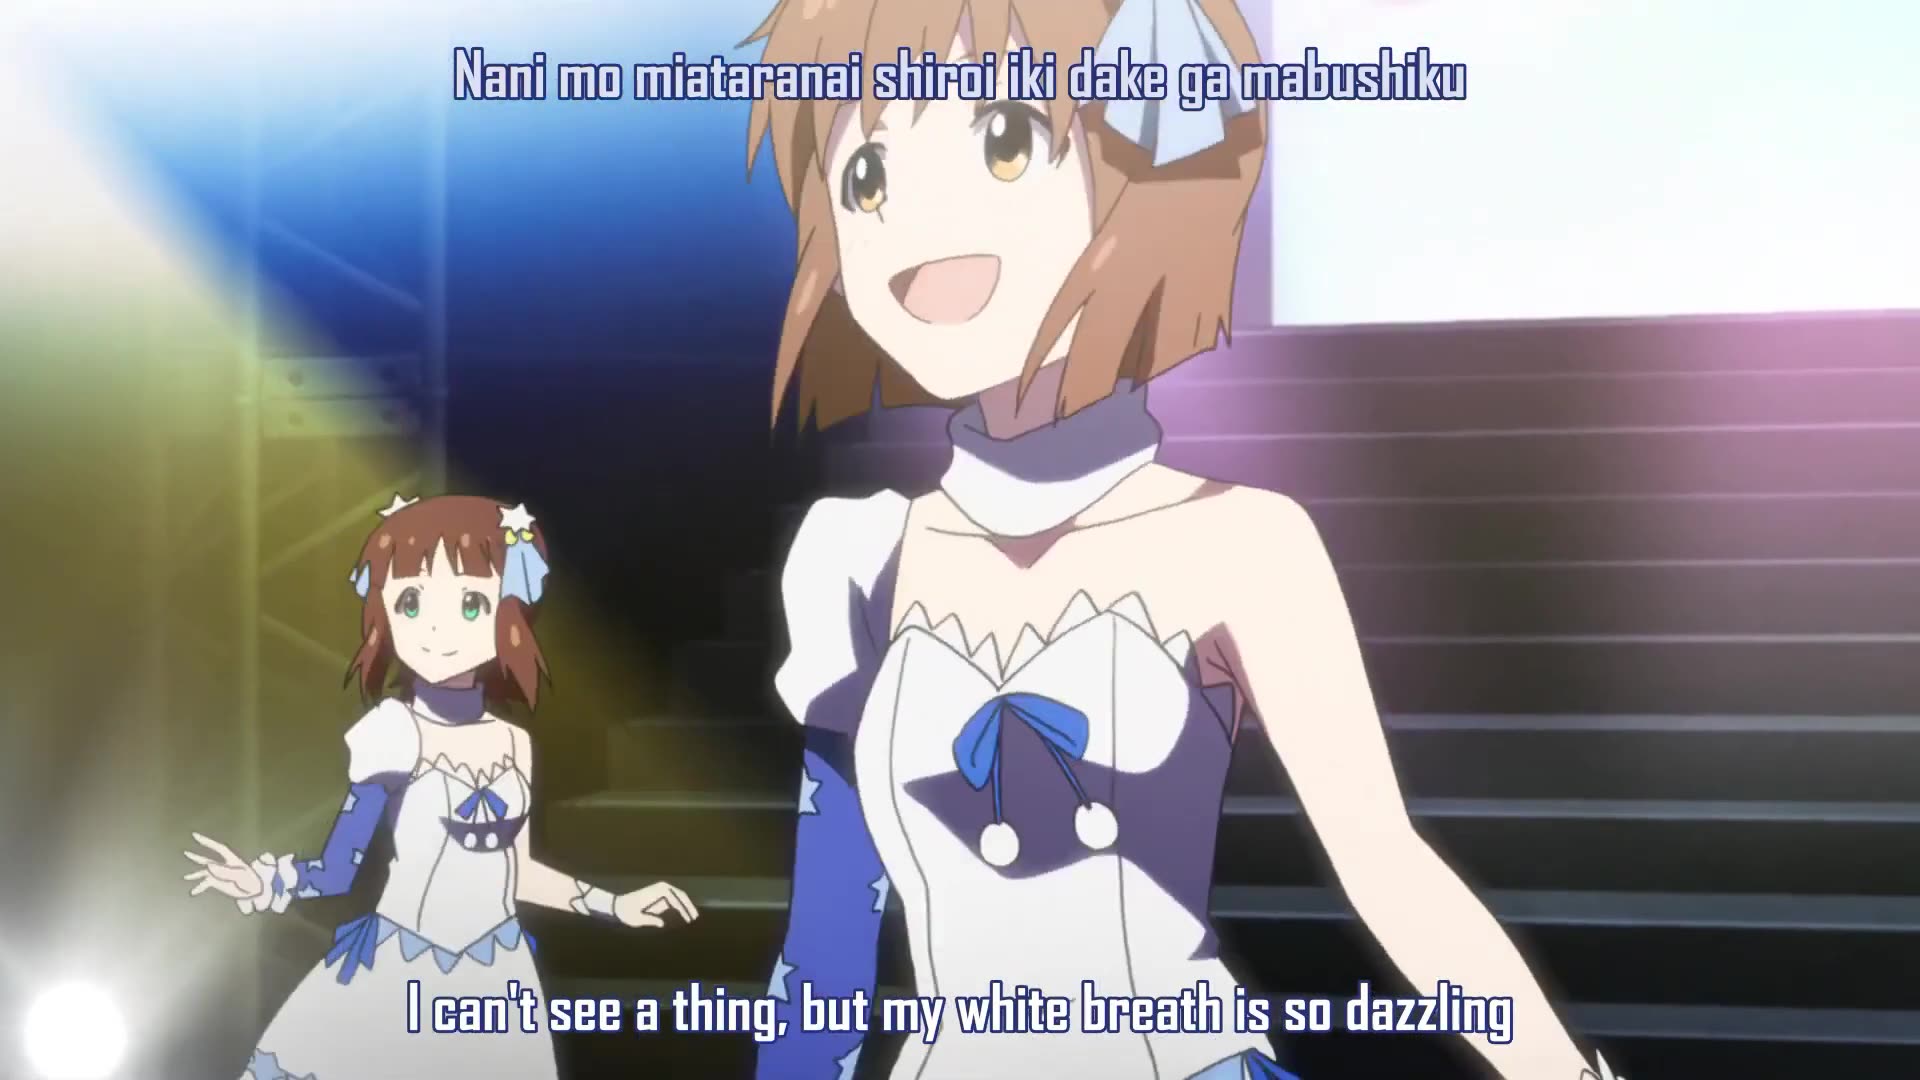 Nani mo miataranai shiroi iki dake ga mabushiku
I can't see a thing, but my white breath is so dazzling